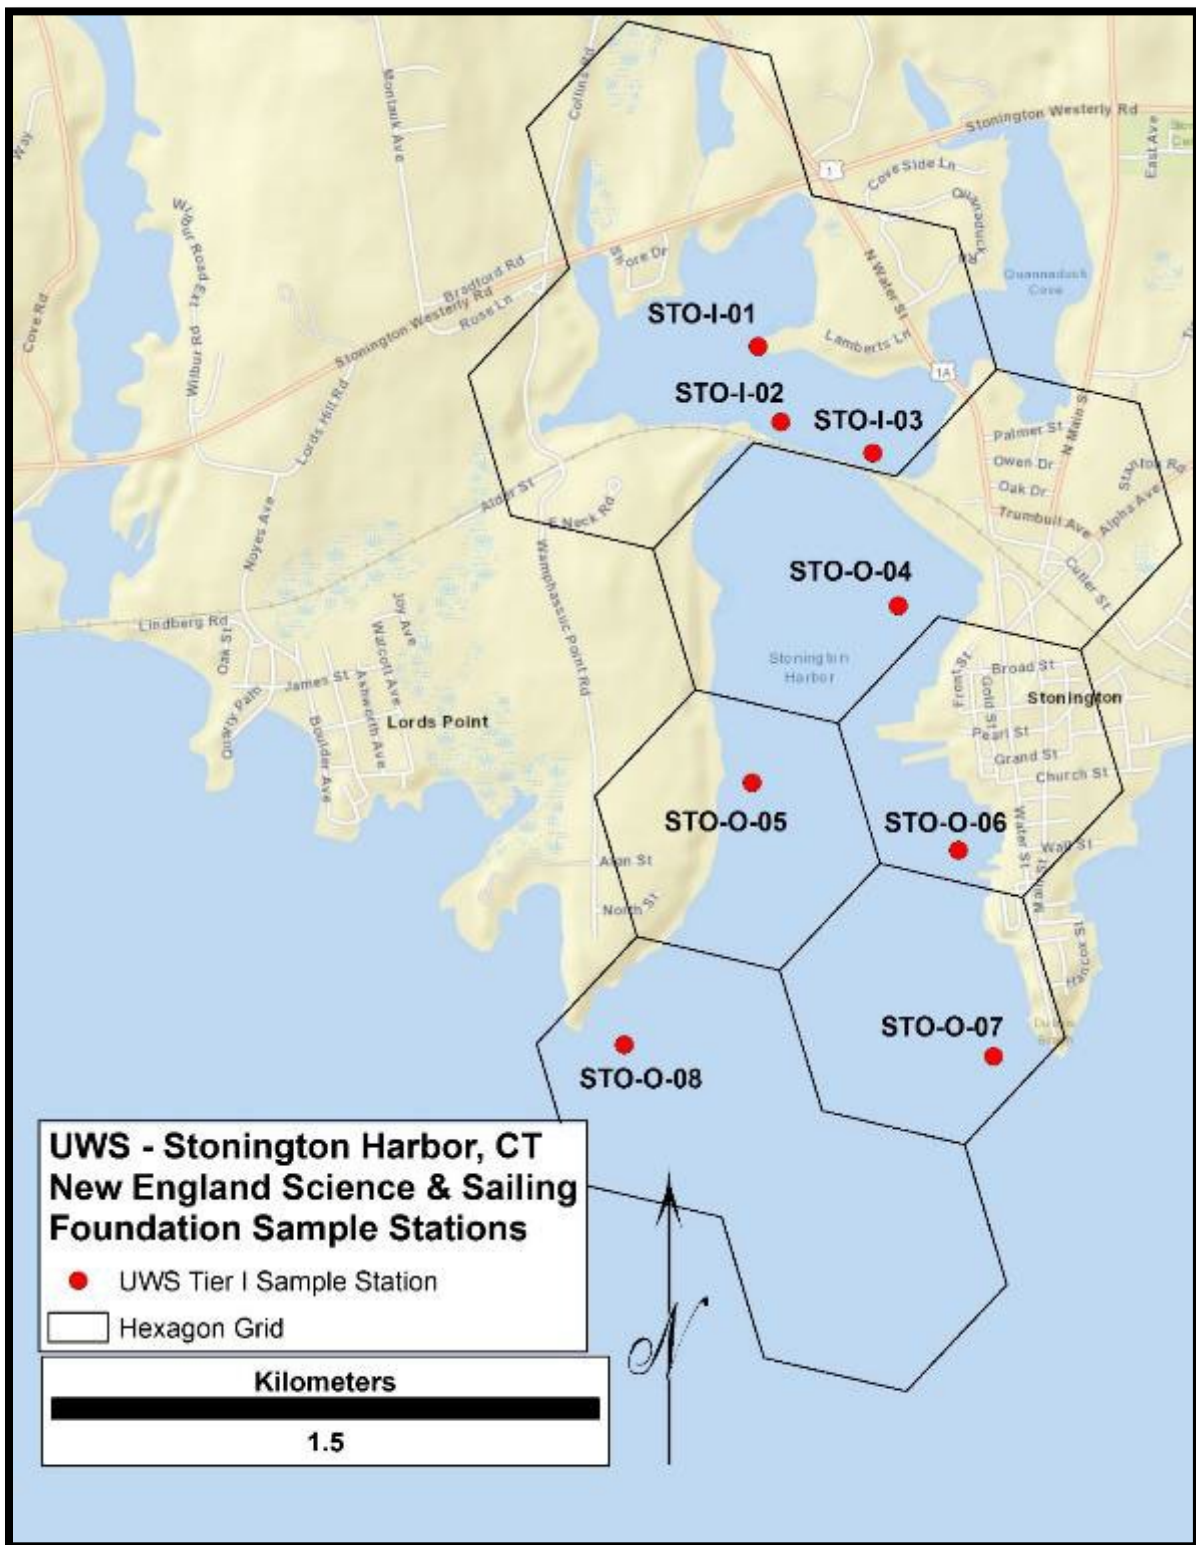 Collins Rd
Montauk Ave
Way
Stonington Westerly Rd
East Ave
1
Cove Side Ln
Quanaduck Rd
Wilbur Road Ext
Shore Dr
N Water St
Quannaduck
Cove
Bradford Rd
Rose Ln
Stonington Westerly Rd
Cove Rd
Wilbur Rd
STO-I-01
Lamberts Ln
1A
Lords Hill Rd
STO-I-02
STO-I-03
Palmer St
N Main St
Owen Dr
Stanton Rd
Oak Dr
Alder St
E Neck Rd
Trumbull Ave
Alpha Ave
Noyes Ave
Wamphassuc Point Rd
STO-O-04
Cutler St
Lindberg Rd
Joy Ave
Oak St
Walcott Ave
Stonington
Harbor
Front St
Broad St
James St
Ashworth Ave
Gold St
Stonington
Quarry Path
Lords Point
Boulder Ave
Pearl St
Grand St
Church St
STO-O-05
STO-O-06
Water St
Wall St
North St
Main St
Hancox St
STO-O-07
STO-O-08
UWS - Stonington Harbor, CT
New England Science & Sailing
Foundation Sample Stations
UWS Tier I Sample Station
Hexagon Grid
N
Kilometers
1.5